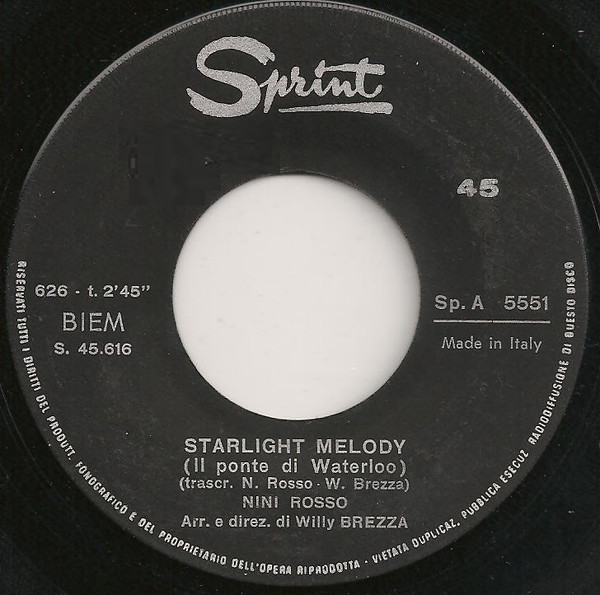 Sprint
45
626 - t. 2'45"
BIEM
S. 45.616
Sp. A 5551
Made in Italy
STARLIGHT MELODY
(Il ponte di Waterloo)
(trascr. N. Rosso - W. Brezza)
NINI ROSSO
Arr. e direz. di Willy BREZZA
RISERVATI TUTTI I DIRITTI DEL PRODUTT. FONOGRAFICO E DEL PROPRIETARIO DELL'OPERA RIPRODOTTA - VIETATA DUPLICAZ. PUBBLICA ESECUZ RADIODIFFUSIONE DI QUESTO DISCO